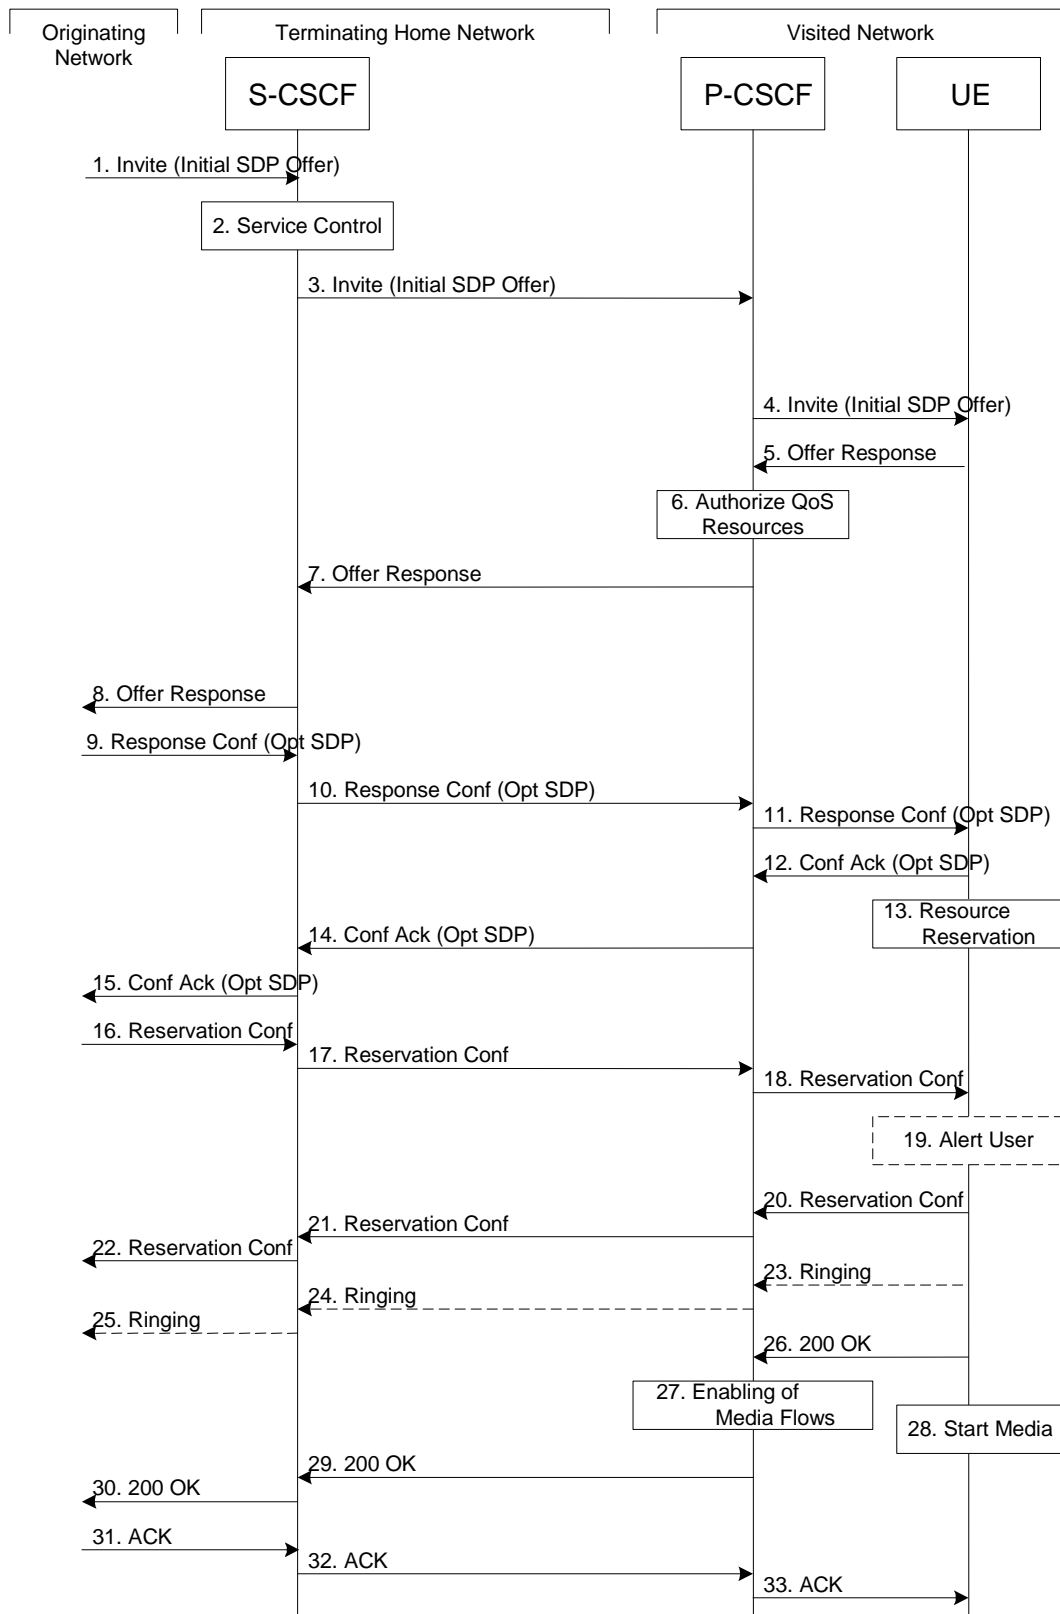 Originating
Network
Terminating Home Network
Visited Network
S-CSCF
P-CSCF
UE
1. Invite (Initial SDP Offer)
2. Service Control
3. Invite (Initial SDP Offer)
4. Invite (Initial SDP Offer)
5. Offer Response
6. Authorize QoS
Resources
7. Offer Response
8. Offer Response
9. Response Conf (Opt SDP)
10. Response Conf (Opt SDP)
11. Response Conf (Opt SDP)
12. Conf Ack (Opt SDP)
13. Resource
Reservation
14. Conf Ack (Opt SDP)
15. Conf Ack (Opt SDP)
16. Reservation Conf
17. Reservation Conf
18. Reservation Conf
19. Alert User
20. Reservation Conf
21. Reservation Conf
22. Reservation Conf
23. Ringing
24. Ringing
25. Ringing
26. 200 OK
27. Enabling of
Media Flows
28. Start Media
29. 200 OK
30. 200 OK
31. ACK
32. ACK
33. ACK